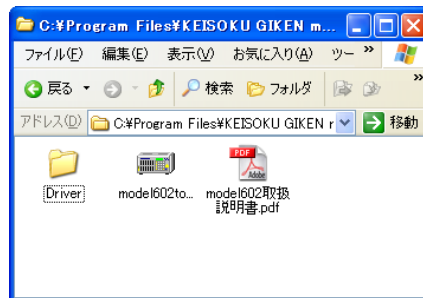 C:¥Program Files¥KEISOKU GIKEN m...
ファイル(F) 編集(E) 表示(V) お気に入り(A) ツー »
戻る 検索 フォルダ »
アドレス(D) C:¥Program Files¥KEISOKU GIKEN r 移動
PDF
Adobe
Driver model602to... model602取扱
説明書.pdf